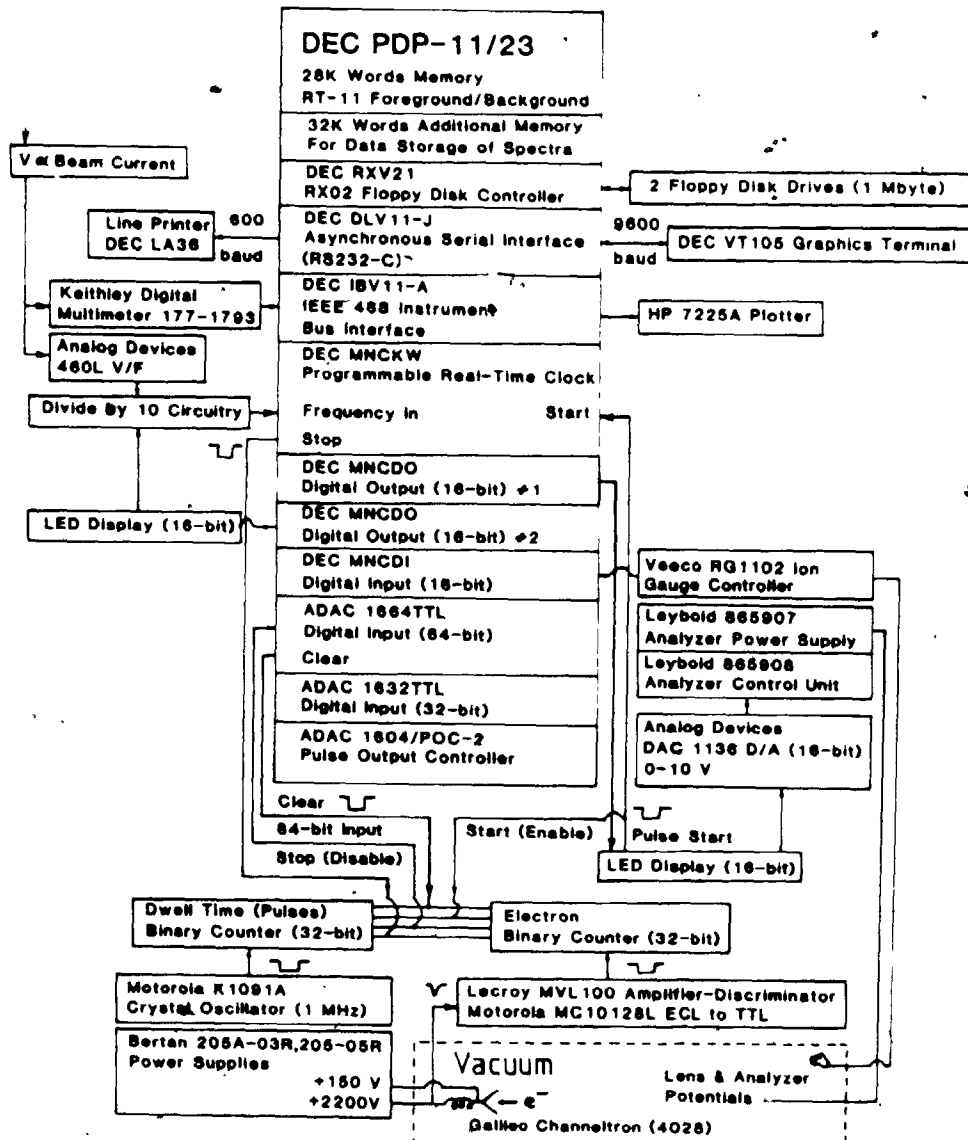 DEC PDP-11/23
28K Words Memory
RT-11 Foreground/Background
32K Words Additional Memory
For Data Storage of Spectra
V α Beam Current
DEC RXV21
RX02 Floppy Disk Controller
2 Floppy Disk Drives (1 Mbyte)
Line Printer
DEC LA36
600
baud
DEC DLV11-J
Asynchronous Serial Interface
(RS232-C)
9600
baud
DEC VT105 Graphics Terminal
Keithley Digital
Multimeter 177-1793
DEC IBV11-A
IEEE 488 Instrument
Bus Interface
HP 7225A Plotter
Analog Devices
460L V/F
DEC MNCKW
Programmable Real-Time Clock
Divide By 10 Circuitry
Frequency In
Start
Stop
DEC MNCDO
Digital Output (16-bit) #1
LED Display (16-bit)
DEC MNCDO
Digital Output (16-bit) #2
DEC MNCDI
Digital Input (16-bit)
Veeco RG1102 Ion
Gauge Controller
ADAC 1664TTL
Digital Input (64-bit)
Clear
Leybold 865907
Analyzer Power Supply
Leybold 865908
Analyzer Control Unit
ADAC 1632TTL
Digital Input (32-bit)
ADAC 1604/POC-2
Pulse Output Controller
Analog Devices
DAC 1136 D/A (16-bit)
0-10 V
Clear
64-bit Input
Stop (Disable)
Start (Enable)
Pulse Start
LED Display (16-bit)
Dwell Time (Pulses)
Binary Counter (32-bit)
Electron
Binary Counter (32-bit)
Motorola K1091A
Crystal Oscillator (1 MHz)
Lecroy MVL100 Amplifier-Discriminator
Motorola MC10128L ECL to TTL
Bertan 205A-03R,205-05R
Power Supplies
+150 V
+2200V
Vacuum
e-
Lens & Analyzer
Potentials
Galileo Channeltron (4028)